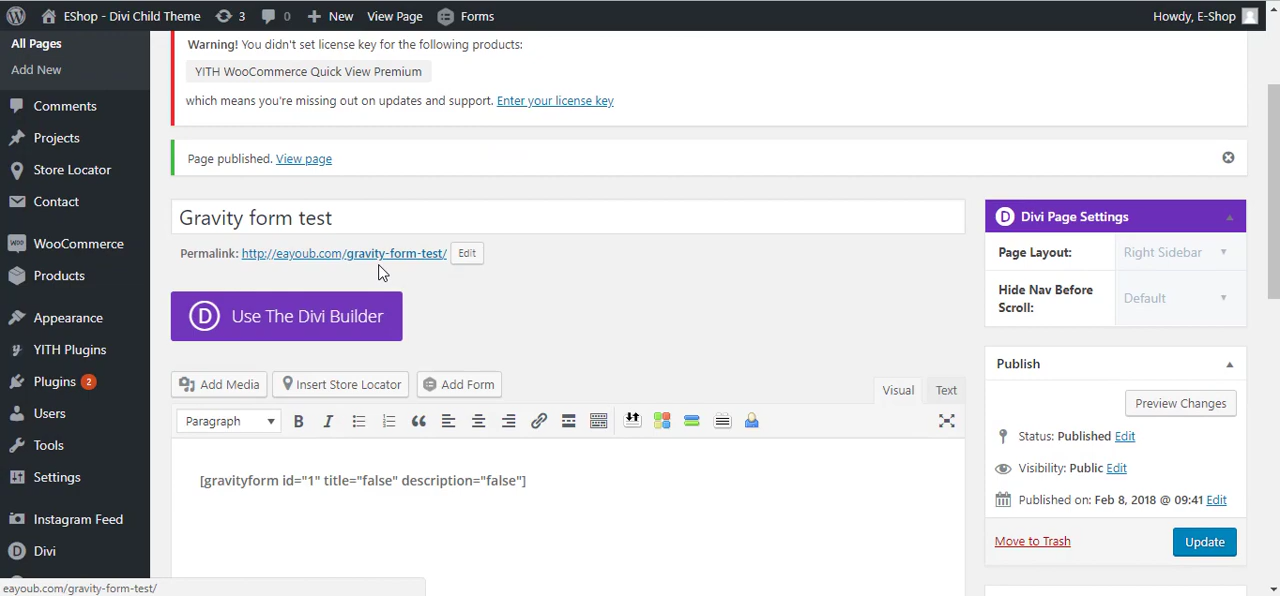 EShop - Divi Child Theme 3 0 New View Page Forms Howdy, E-Shop
All Pages
Add New
Comments
Projects
Store Locator
Contact
WOO WooCommerce
Products
Appearance
YITH Plugins
Plugins 2
Users
Tools
Settings
Instagram Feed
D Divi
Warning! You didn't set license key for the following products:
YITH WooCommerce Quick View Premium
which means you're missing out on updates and support. Enter your license key
Page published. View page
Gravity form test
Permalink: http://eayoub.com/gravity-form-test/ Edit
D Use The Divi Builder
Add Media Insert Store Locator Add Form
Visual Text
Paragraph B I
[gravityform id="1" title="false" description="false"]
D Divi Page Settings
Page Layout: Right Sidebar
Hide Nav Before
Scroll:
Default
Publish
Preview Changes
Status: Published Edit
Visibility: Public Edit
Published on: Feb 8, 2018 @ 09:41 Edit
Move to Trash Update
eayoub.com/gravity-form-test/